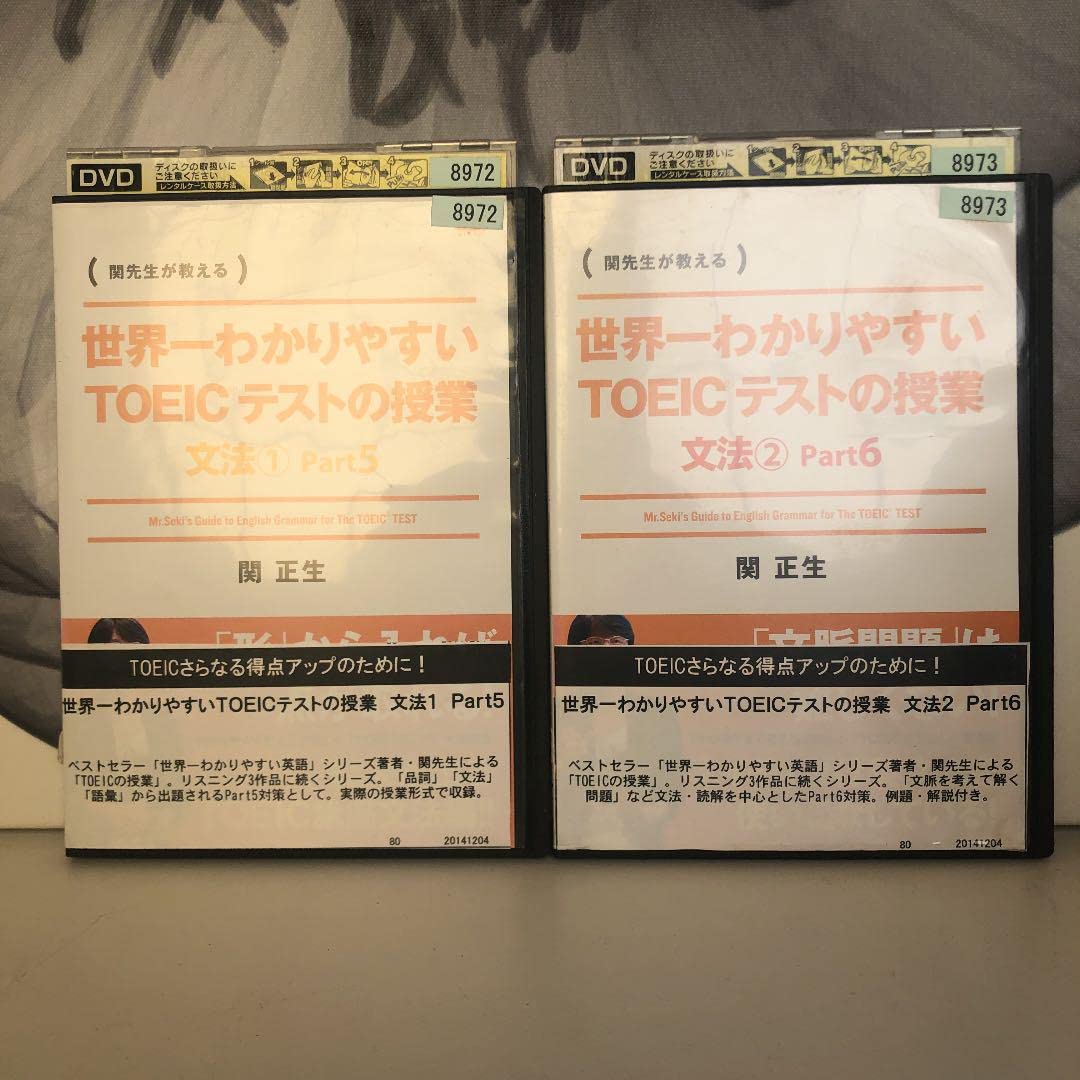 DVD
ディスクの取扱いに
ご注意ください
レンタルケース取扱方法
1
2
3
4
8972
8972
(関先生が教える)
世界一わかりやすい
TOEIC テストの授業
文法① Part5
Mr.Seki's Guide to English Grammar for The TOEIC® TEST
関 正生
TOEICさらなる得点アップのために!
世界一わかりやすいTOEICテストの授業 文法1 Part5
ベストセラー「世界一わかりやすい英語」シリーズ著者・関先生による
「TOEICの授業」。リスニング3作品に続くシリーズ。「品詞」「文法」
「語彙」から出題されるPart5対策として。実際の授業形式で収録。
80 20141204
DVD
ディスクの取扱いに
ご注意ください
レンタルケース取扱方法
1
2
3
4
8973
8973
(関先生が教える)
世界一わかりやすい
TOEIC テストの授業
文法② Part6
Mr.Seki's Guide to English Grammar for The TOEIC® TEST
関 正生
「文脈問題」は
TOEICさらなる得点アップのために!
世界一わかりやすいTOEICテストの授業 文法2 Part6
ベストセラー「世界一わかりやすい英語」シリーズ著者・関先生による
「TOEICの授業」。リスニング3作品に続くシリーズ。「文脈を考えて解く
問題」など文法・読解を中心としたPart6対策。例題・解説付き。
80 20141204